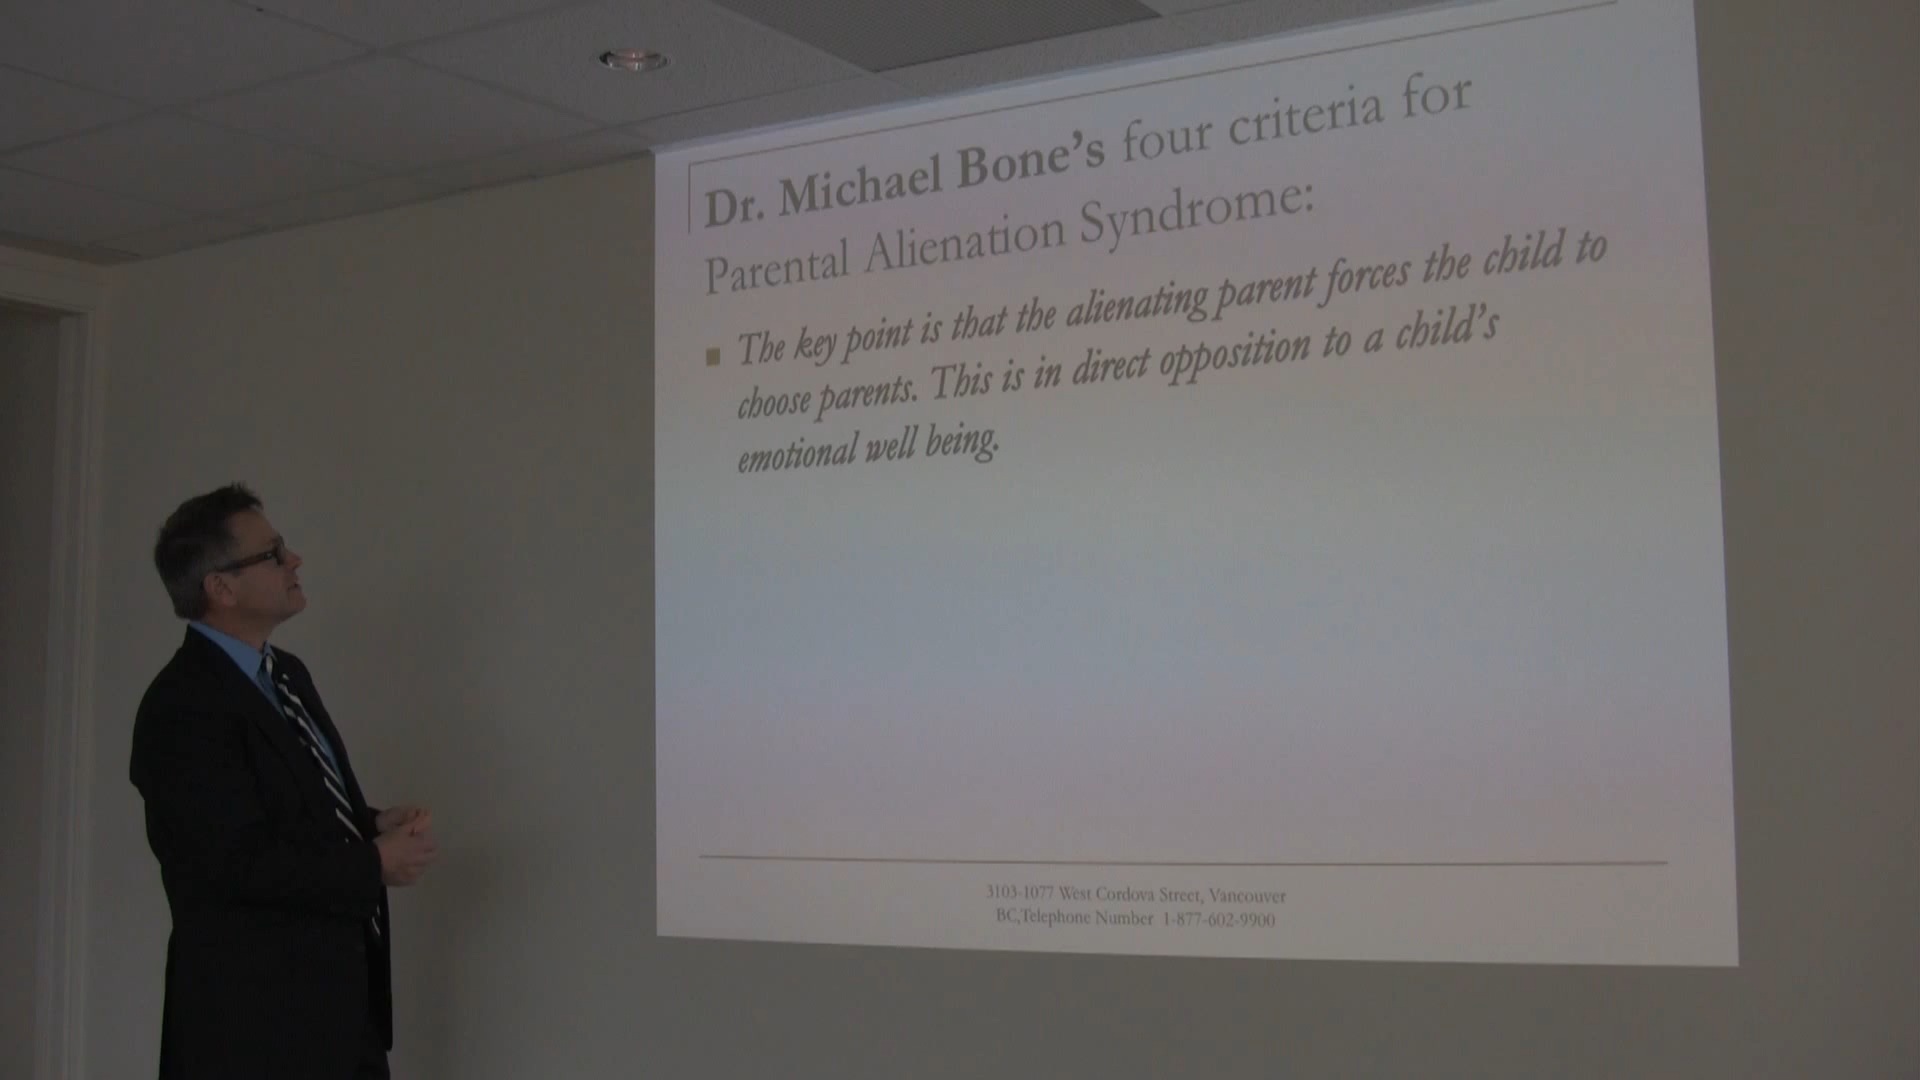 Dr. Michael Bone's four criteria for
Parental Alienation Syndrome:
The key point is that the alienating parent forces the child to
choose parents. This is in direct opposition to a child's
emotional well being.
3103-1077 West Cordova Street, Vancouver
BC,Telephone Number 1-877-602-9900